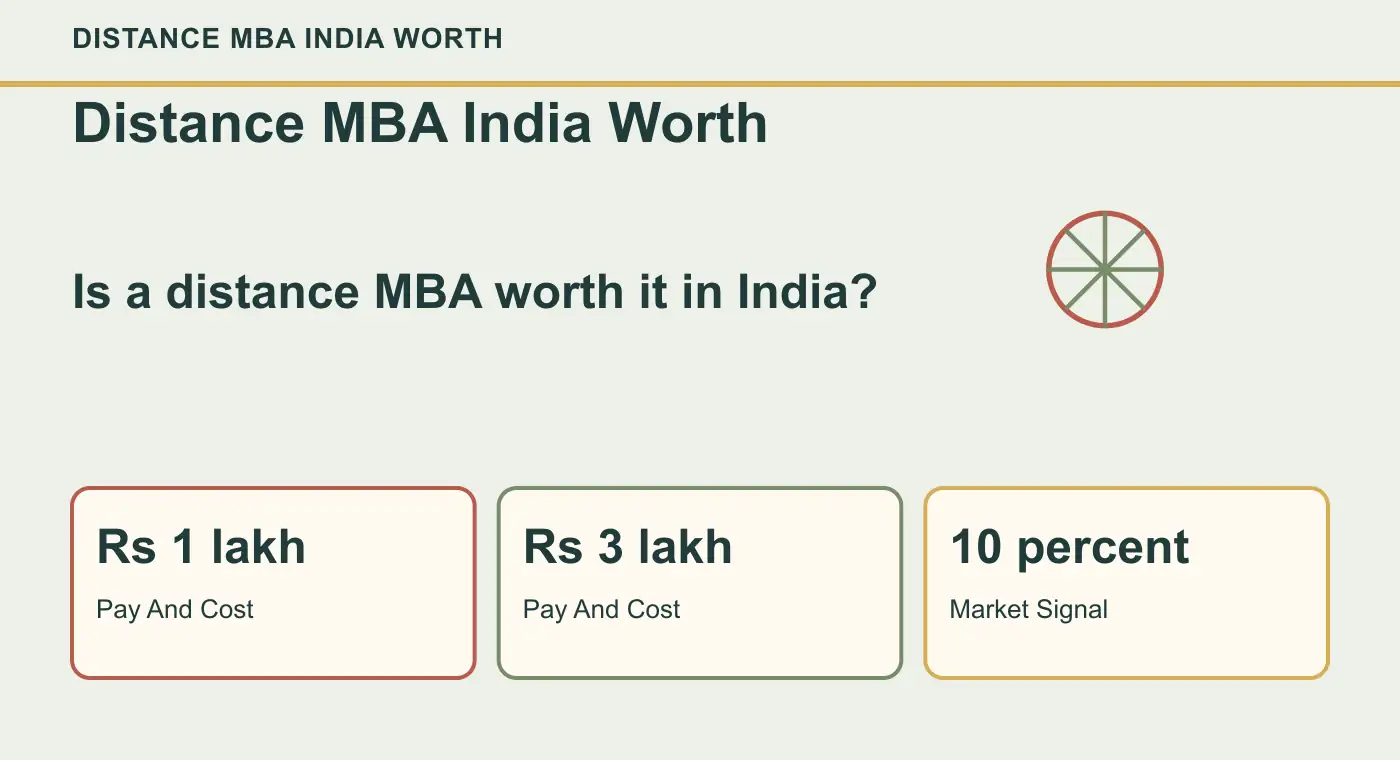 DISTANCE MBA INDIA WORTH
Distance MBA India Worth
Is a distance MBA worth it in India?
Rs 1 lakh
Pay And Cost
Rs 3 lakh
Pay And Cost
10 percent
Market Signal